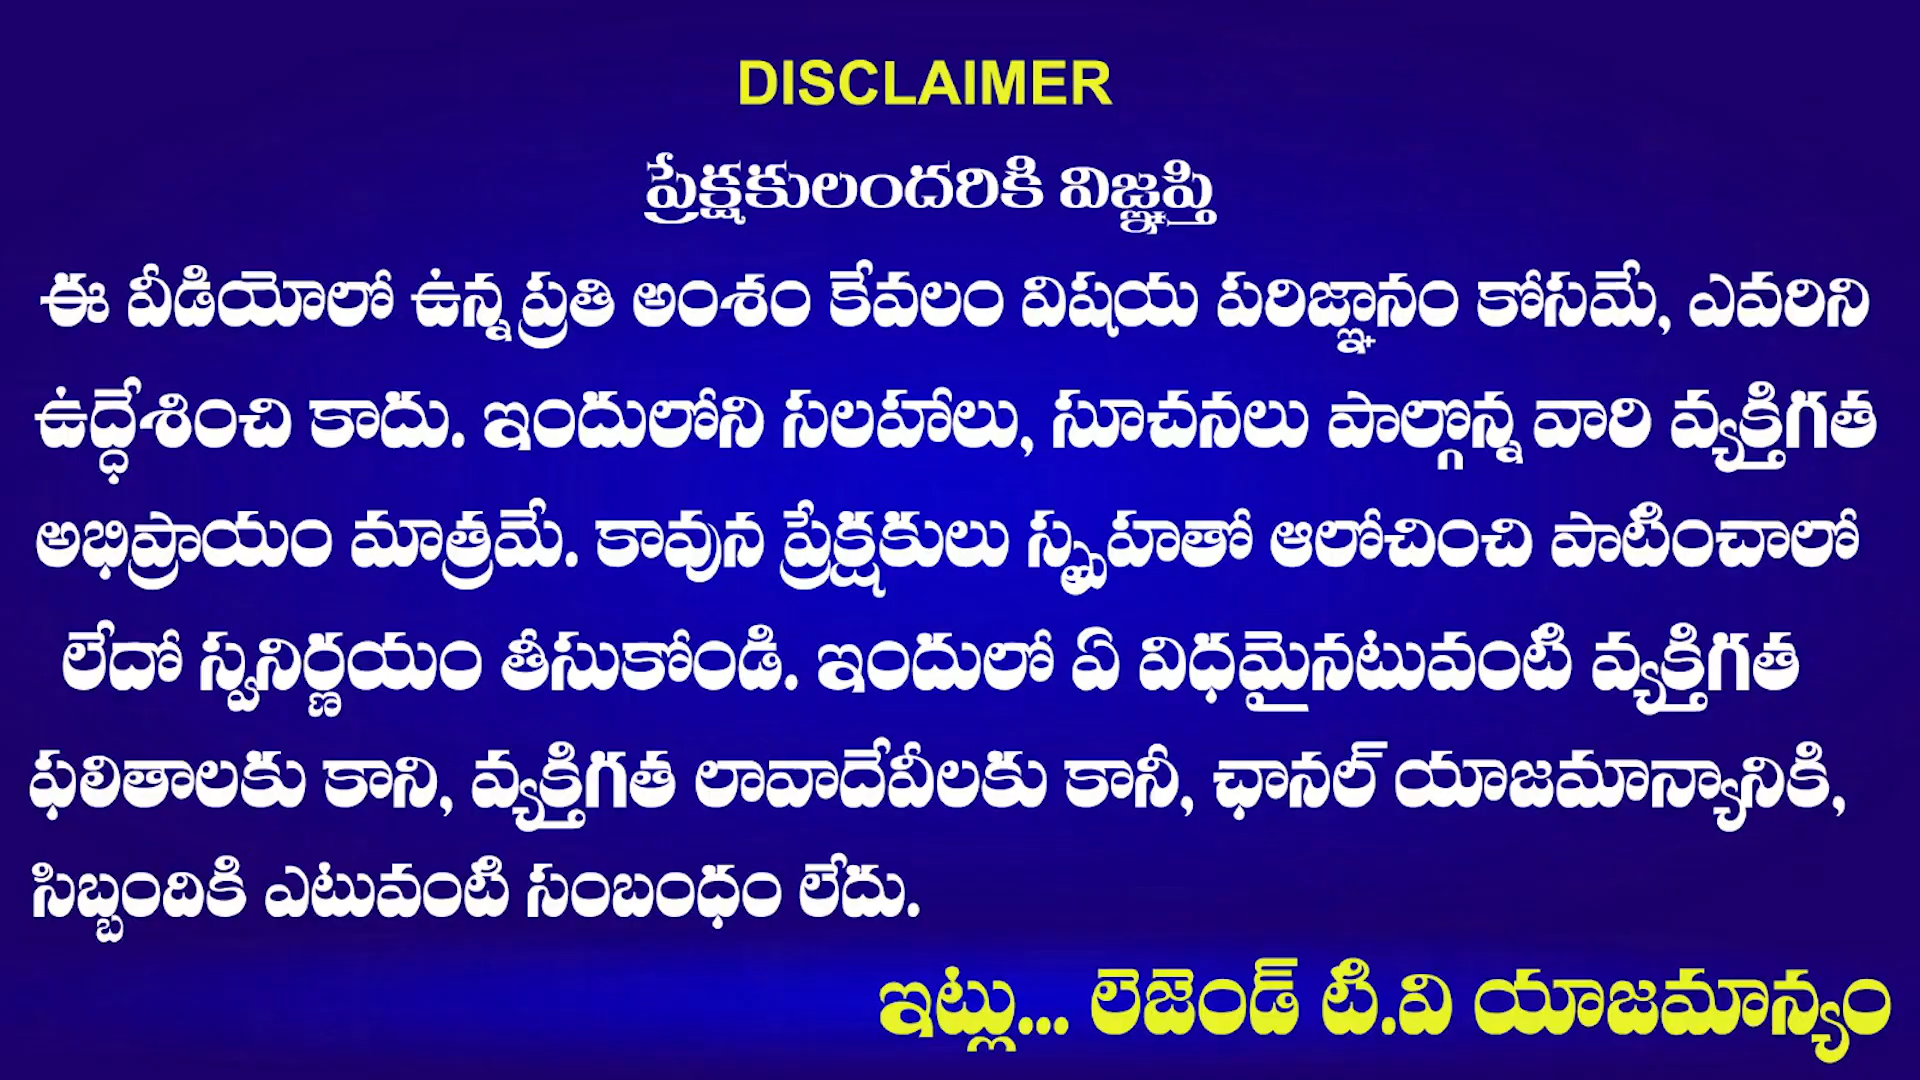 DISCLAIMER
ప్రేక్షకులందరికి విజ్ఞప్తి
ఈ వీడియోలో ఉన్న ప్రతి అంశం కేవలం విషయ పరిజ్ఞానం కోసమే, ఎవరిని
ఉద్ధేశించి కాదు. ఇందులోని సలహాలు, సూచనలు పాల్గొన్న వారి వ్యక్తిగత
అభిప్రాయం మాత్రమే. కావున ప్రేక్షకులు స్పృహతో ఆలోచించి పాటించాలో
లేదో స్వనిర్ణయం తీసుకోండి. ఇందులో ఏ విధమైనటువంటి వ్యక్తిగత
ఫలితాలకు కాని, వ్యక్తిగత లావాదేవీలకు కానీ, ఛానల్ యాజమాన్యానికి,
సిబ్బందికి ఎటువంటి సంబంధం లేదు.
ఇట్లు... లెజెండ్ టి.వి యాజమాన్యం